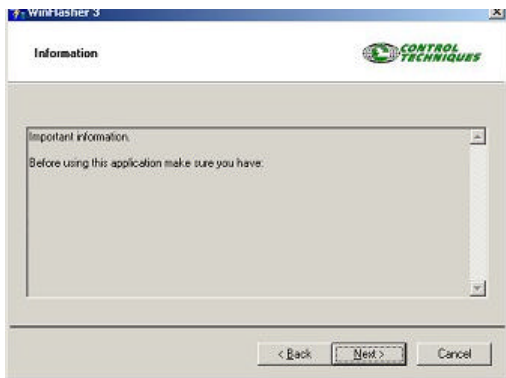 WinFlasher 3
Information
CONTROL
TECHNIQUES
Important information.
Before using this application make sure you have:
< Back
Next >
Cancel